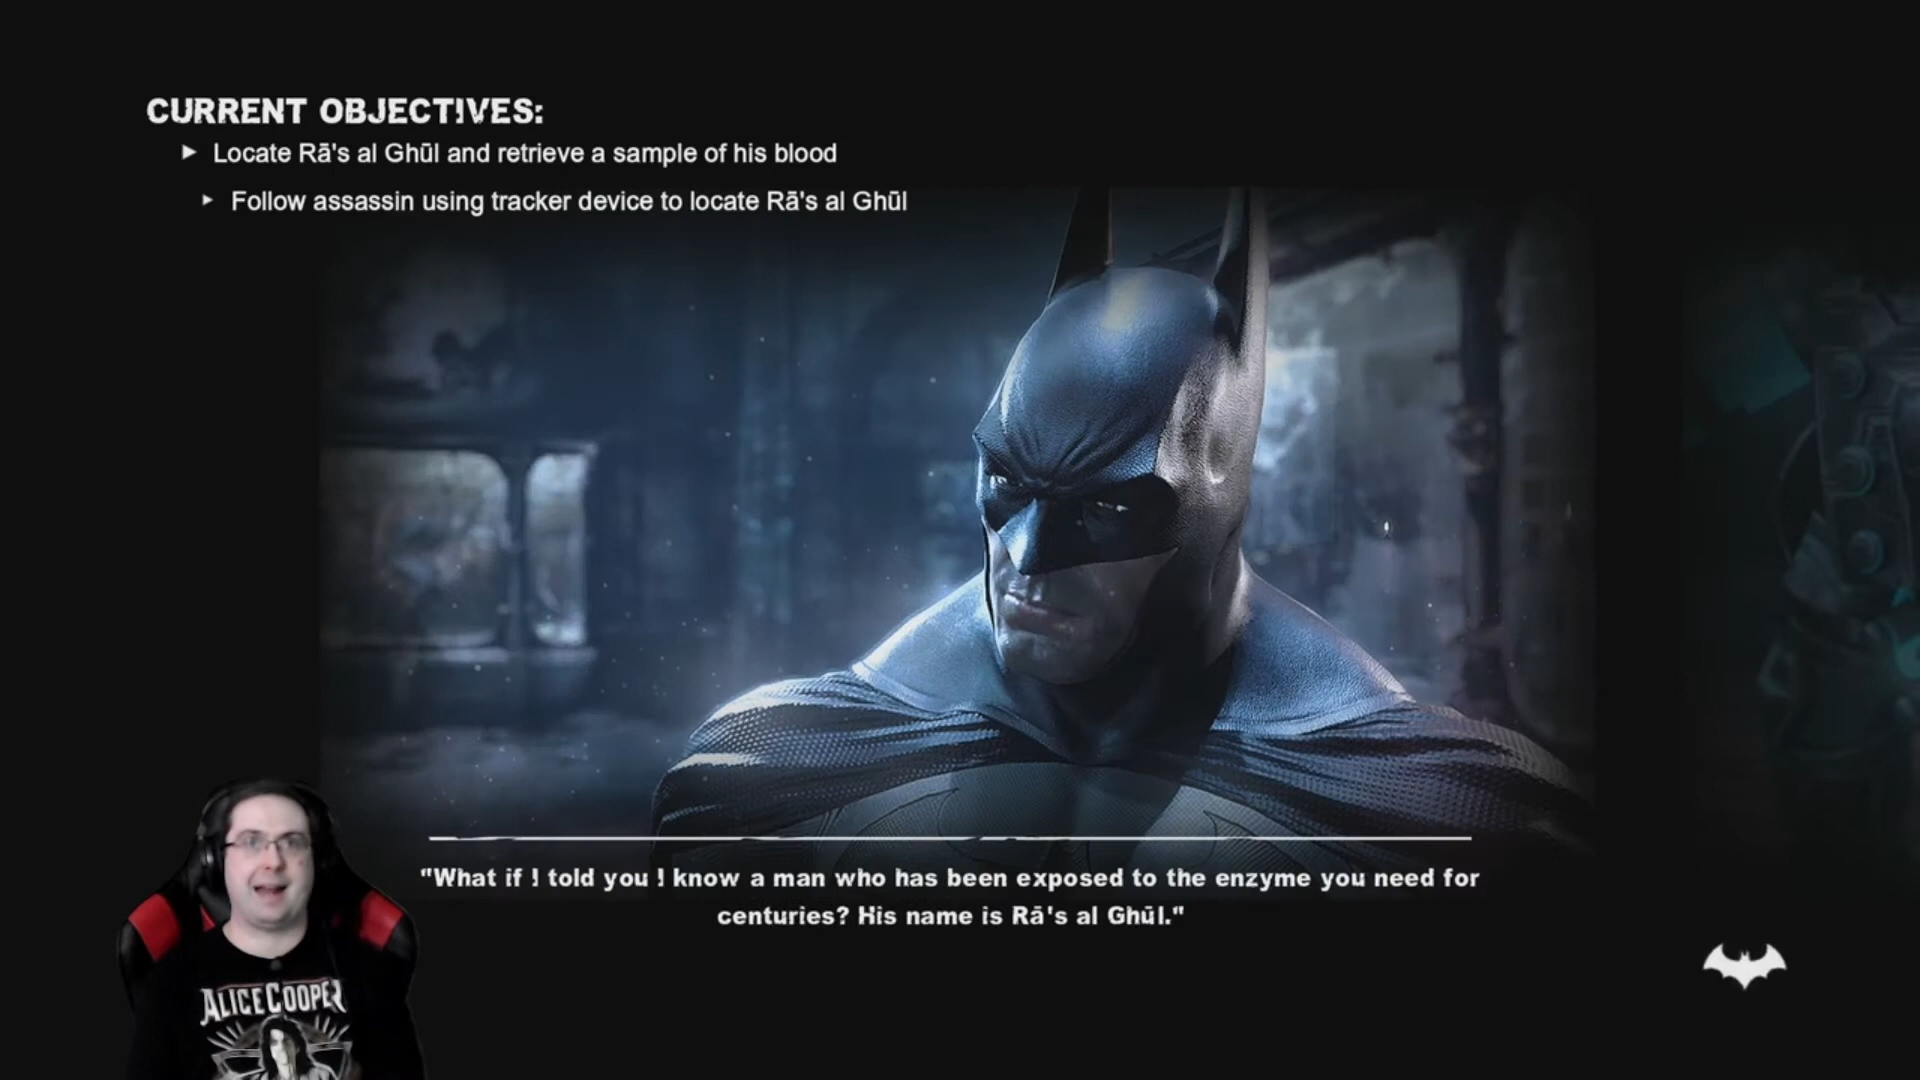 CURRENT OBJECTIVES:
Locate Rā's al Ghūl and retrieve a sample of his blood
Follow assassin using tracker device to locate Rā's al Ghūl
"What if I told you I know a man who has been exposed to the enzyme you need for
centuries? His name is Rā's al Ghūl."
ALICE COOPER